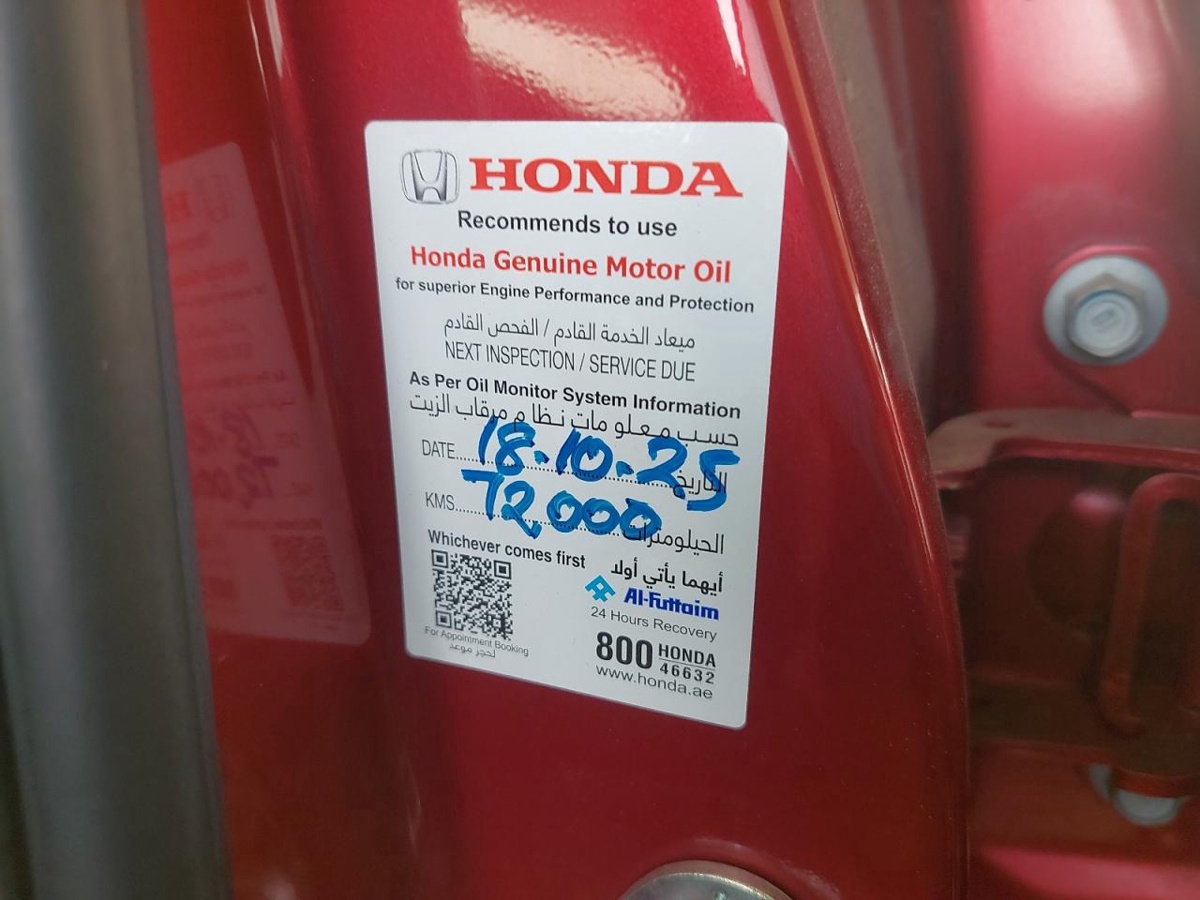 HONDA
Recommends to use
Honda Genuine Motor Oil
for superior Engine Performance and Protection
ميعاد الخدمة القادم / الفحص القادم
NEXT INSPECTION / SERVICE DUE
As Per Oil Monitor System Information
حسب معلومات نظام مرقاب الزيت
DATE.......18.10.25.......التاريخ
KMS.......72,000.......الكيلومترات
Whichever comes first أيهما يأتي أولا
Al-Futtaim
24 Hours Recovery
For Appointment Booking
لحجز موعد
800 HONDA
46632
www.honda.ae